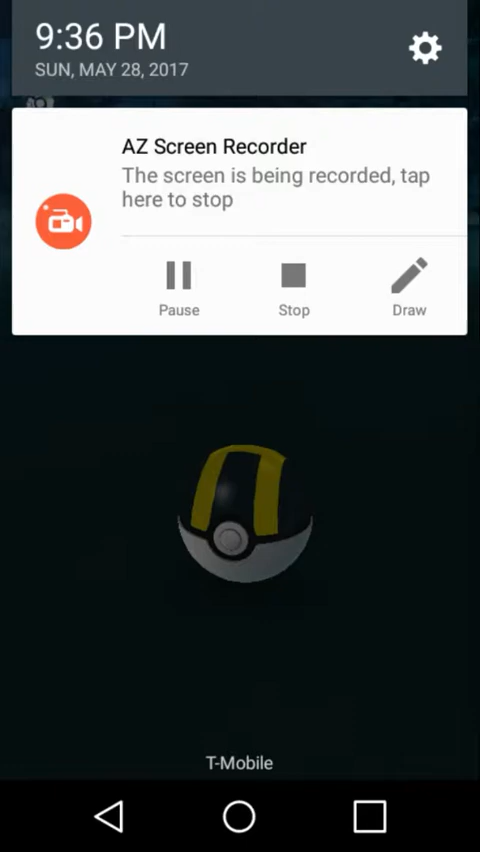 9:36 PM
SUN, MAY 28, 2017
AZ Screen Recorder
The screen is being recorded, tap
here to stop
Pause
Stop
Draw
T-Mobile